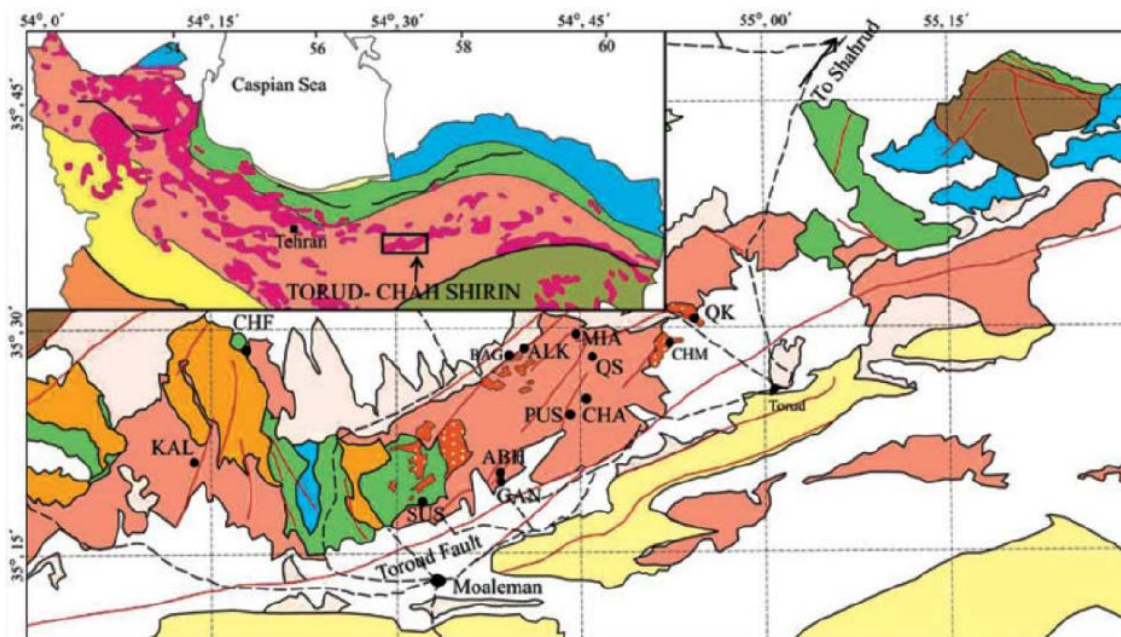 54°, 0′
54°, 15′
54°, 30′
54°, 45′
55°, 00′
55°, 15′
54
56
58
60
Caspian Sea
To Shahrud
35°, 45′
Tehran
TORUD- CHAH SHIRIN
35°, 30′
CHF
BAG
ALK
MIA
QS
QK
CHM
Torud
PUS
CHA
KAL
ABH
GAN
SUS
35°, 15′
Toroud Fault
Moaleman